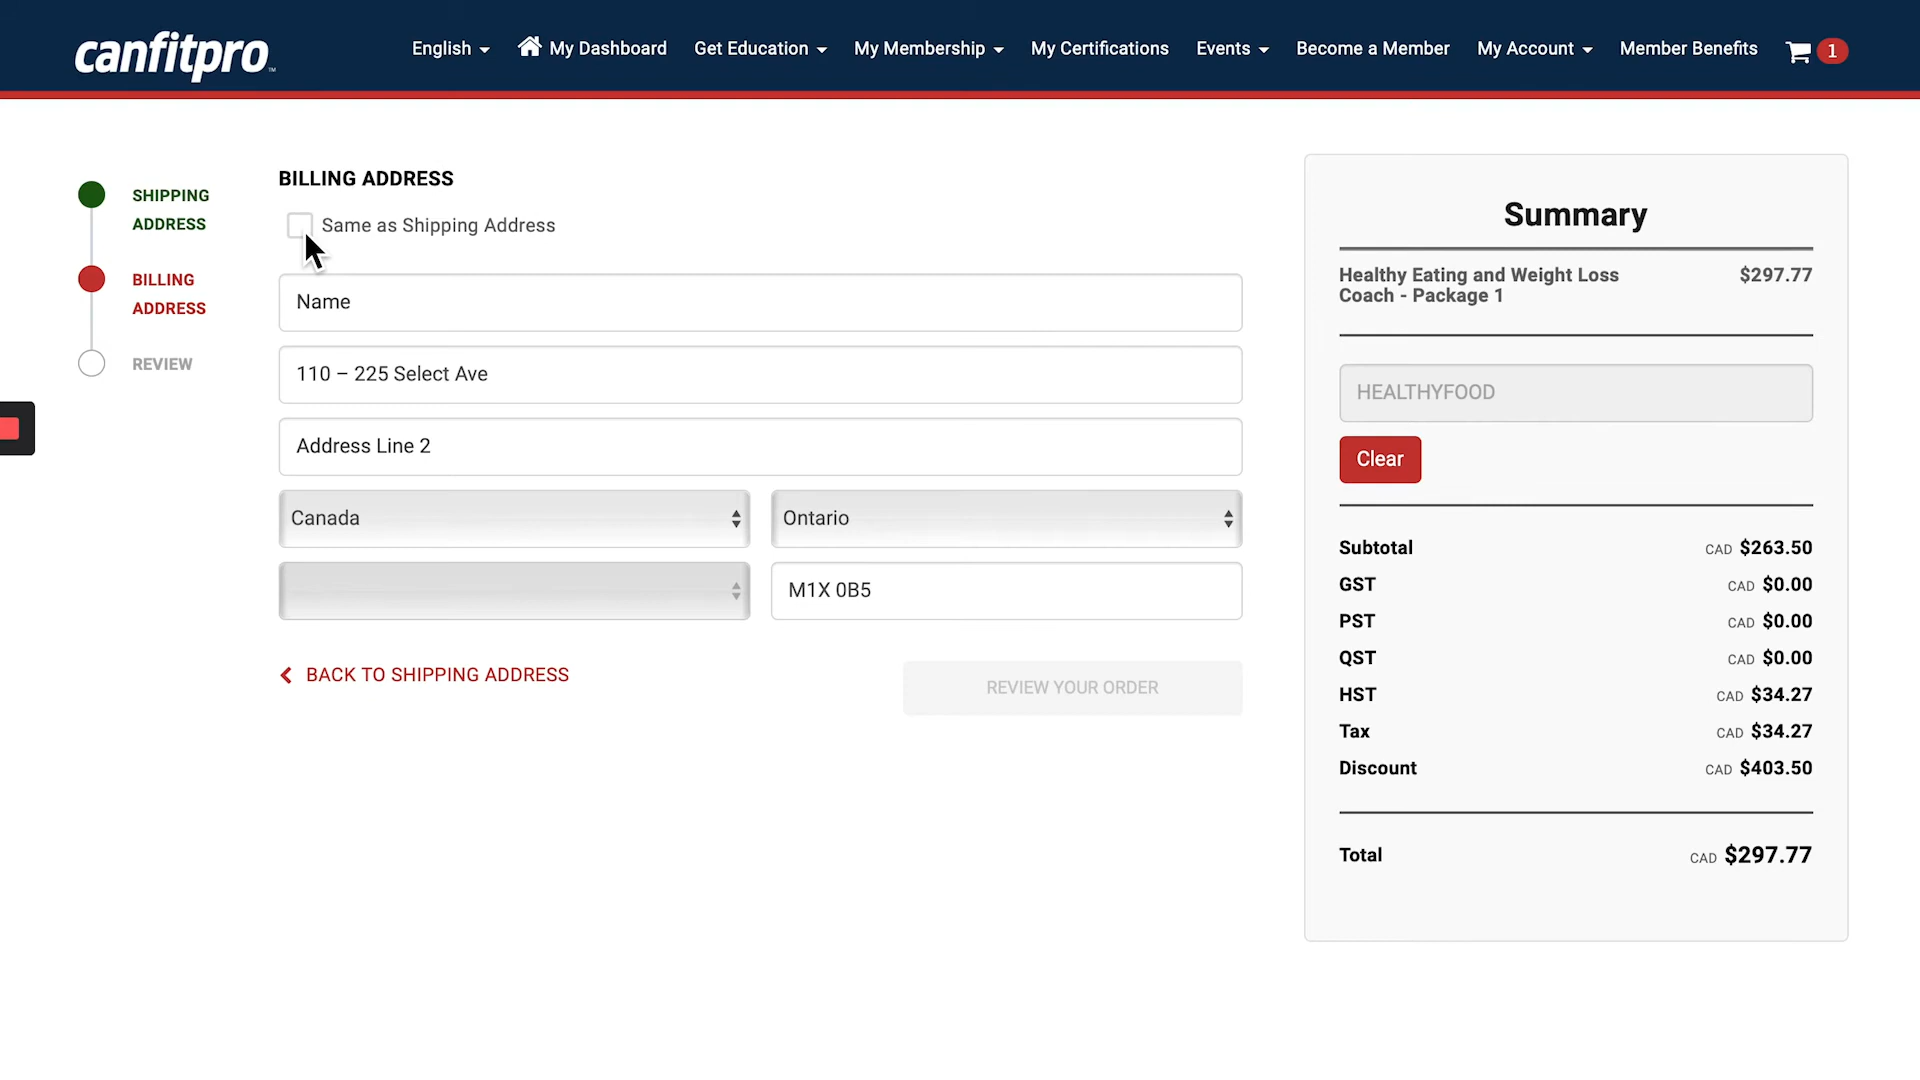 canfitpro™
English
My Dashboard
Get Education
My Membership
My Certifications
Events
Become a Member
My Account
Member Benefits
1
SHIPPING
ADDRESS
BILLING
ADDRESS
REVIEW
BILLING ADDRESS
Same as Shipping Address
Name
110 – 225 Select Ave
Address Line 2
Canada
Ontario
M1X 0B5
BACK TO SHIPPING ADDRESS
REVIEW YOUR ORDER
Summary
Healthy Eating and Weight Loss $297.77
Coach - Package 1
HEALTHYFOOD
Clear
Subtotal CAD $263.50
GST CAD $0.00
PST CAD $0.00
QST CAD $0.00
HST CAD $34.27
Tax CAD $34.27
Discount CAD $403.50
Total CAD $297.77